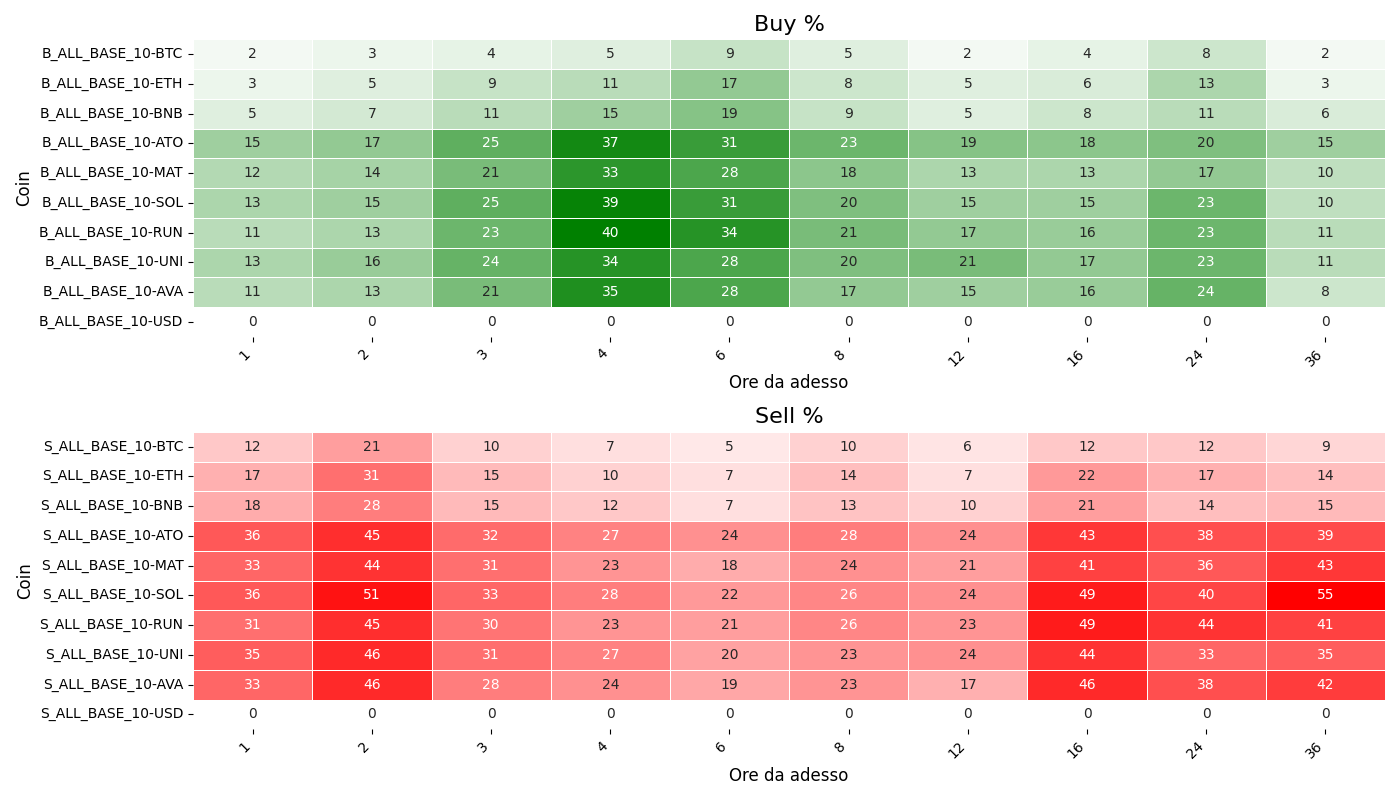 Buy %
Coin
B_ALL_BASE_10-BTC 2 3 4 5 9 5 2 4 8 2
B_ALL_BASE_10-ETH 3 5 9 11 17 8 5 6 13 3
B_ALL_BASE_10-BNB 5 7 11 15 19 9 5 8 11 6
B_ALL_BASE_10-ATO 15 17 25 37 31 23 19 18 20 15
B_ALL_BASE_10-MAT 12 14 21 33 28 18 13 13 17 10
B_ALL_BASE_10-SOL 13 15 25 39 31 20 15 15 23 10
B_ALL_BASE_10-RUN 11 13 23 40 34 21 17 16 23 11
B_ALL_BASE_10-UNI 13 16 24 34 28 20 21 17 23 11
B_ALL_BASE_10-AVA 11 13 21 35 28 17 15 16 24 8
B_ALL_BASE_10-USD 0 0 0 0 0 0 0 0 0 0
1 2 3 4 6 8 12 16 24 36
Ore da adesso
Sell %
Coin
S_ALL_BASE_10-BTC 12 21 10 7 5 10 6 12 12 9
S_ALL_BASE_10-ETH 17 31 15 10 7 14 7 22 17 14
S_ALL_BASE_10-BNB 18 28 15 12 7 13 10 21 14 15
S_ALL_BASE_10-ATO 36 45 32 27 24 28 24 43 38 39
S_ALL_BASE_10-MAT 33 44 31 23 18 24 21 41 36 43
S_ALL_BASE_10-SOL 36 51 33 28 22 26 24 49 40 55
S_ALL_BASE_10-RUN 31 45 30 23 21 26 23 49 44 41
S_ALL_BASE_10-UNI 35 46 31 27 20 23 24 44 33 35
S_ALL_BASE_10-AVA 33 46 28 24 19 23 17 46 38 42
S_ALL_BASE_10-USD 0 0 0 0 0 0 0 0 0 0
1 2 3 4 6 8 12 16 24 36
Ore da adesso